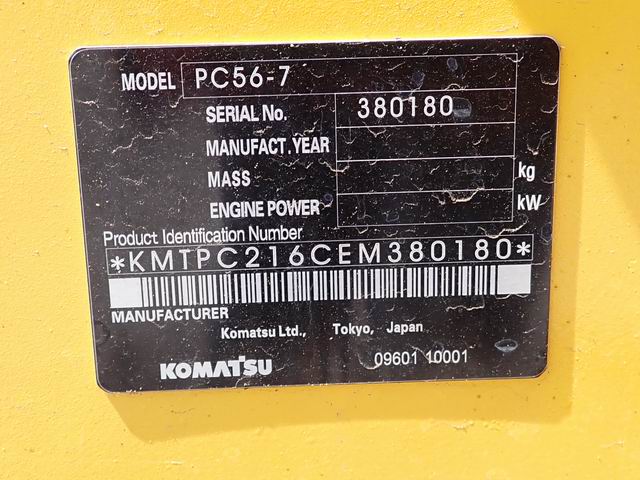 MODEL PC56-7
SERIAL No. 380180
MANUFACT.YEAR
MASS kg
ENGINE POWER kW
Product Identification Number
*KMTPC216CEM380180*
MANUFACTURER
Komatsu Ltd., Tokyo, Japan
KOMATSU 09601 10001